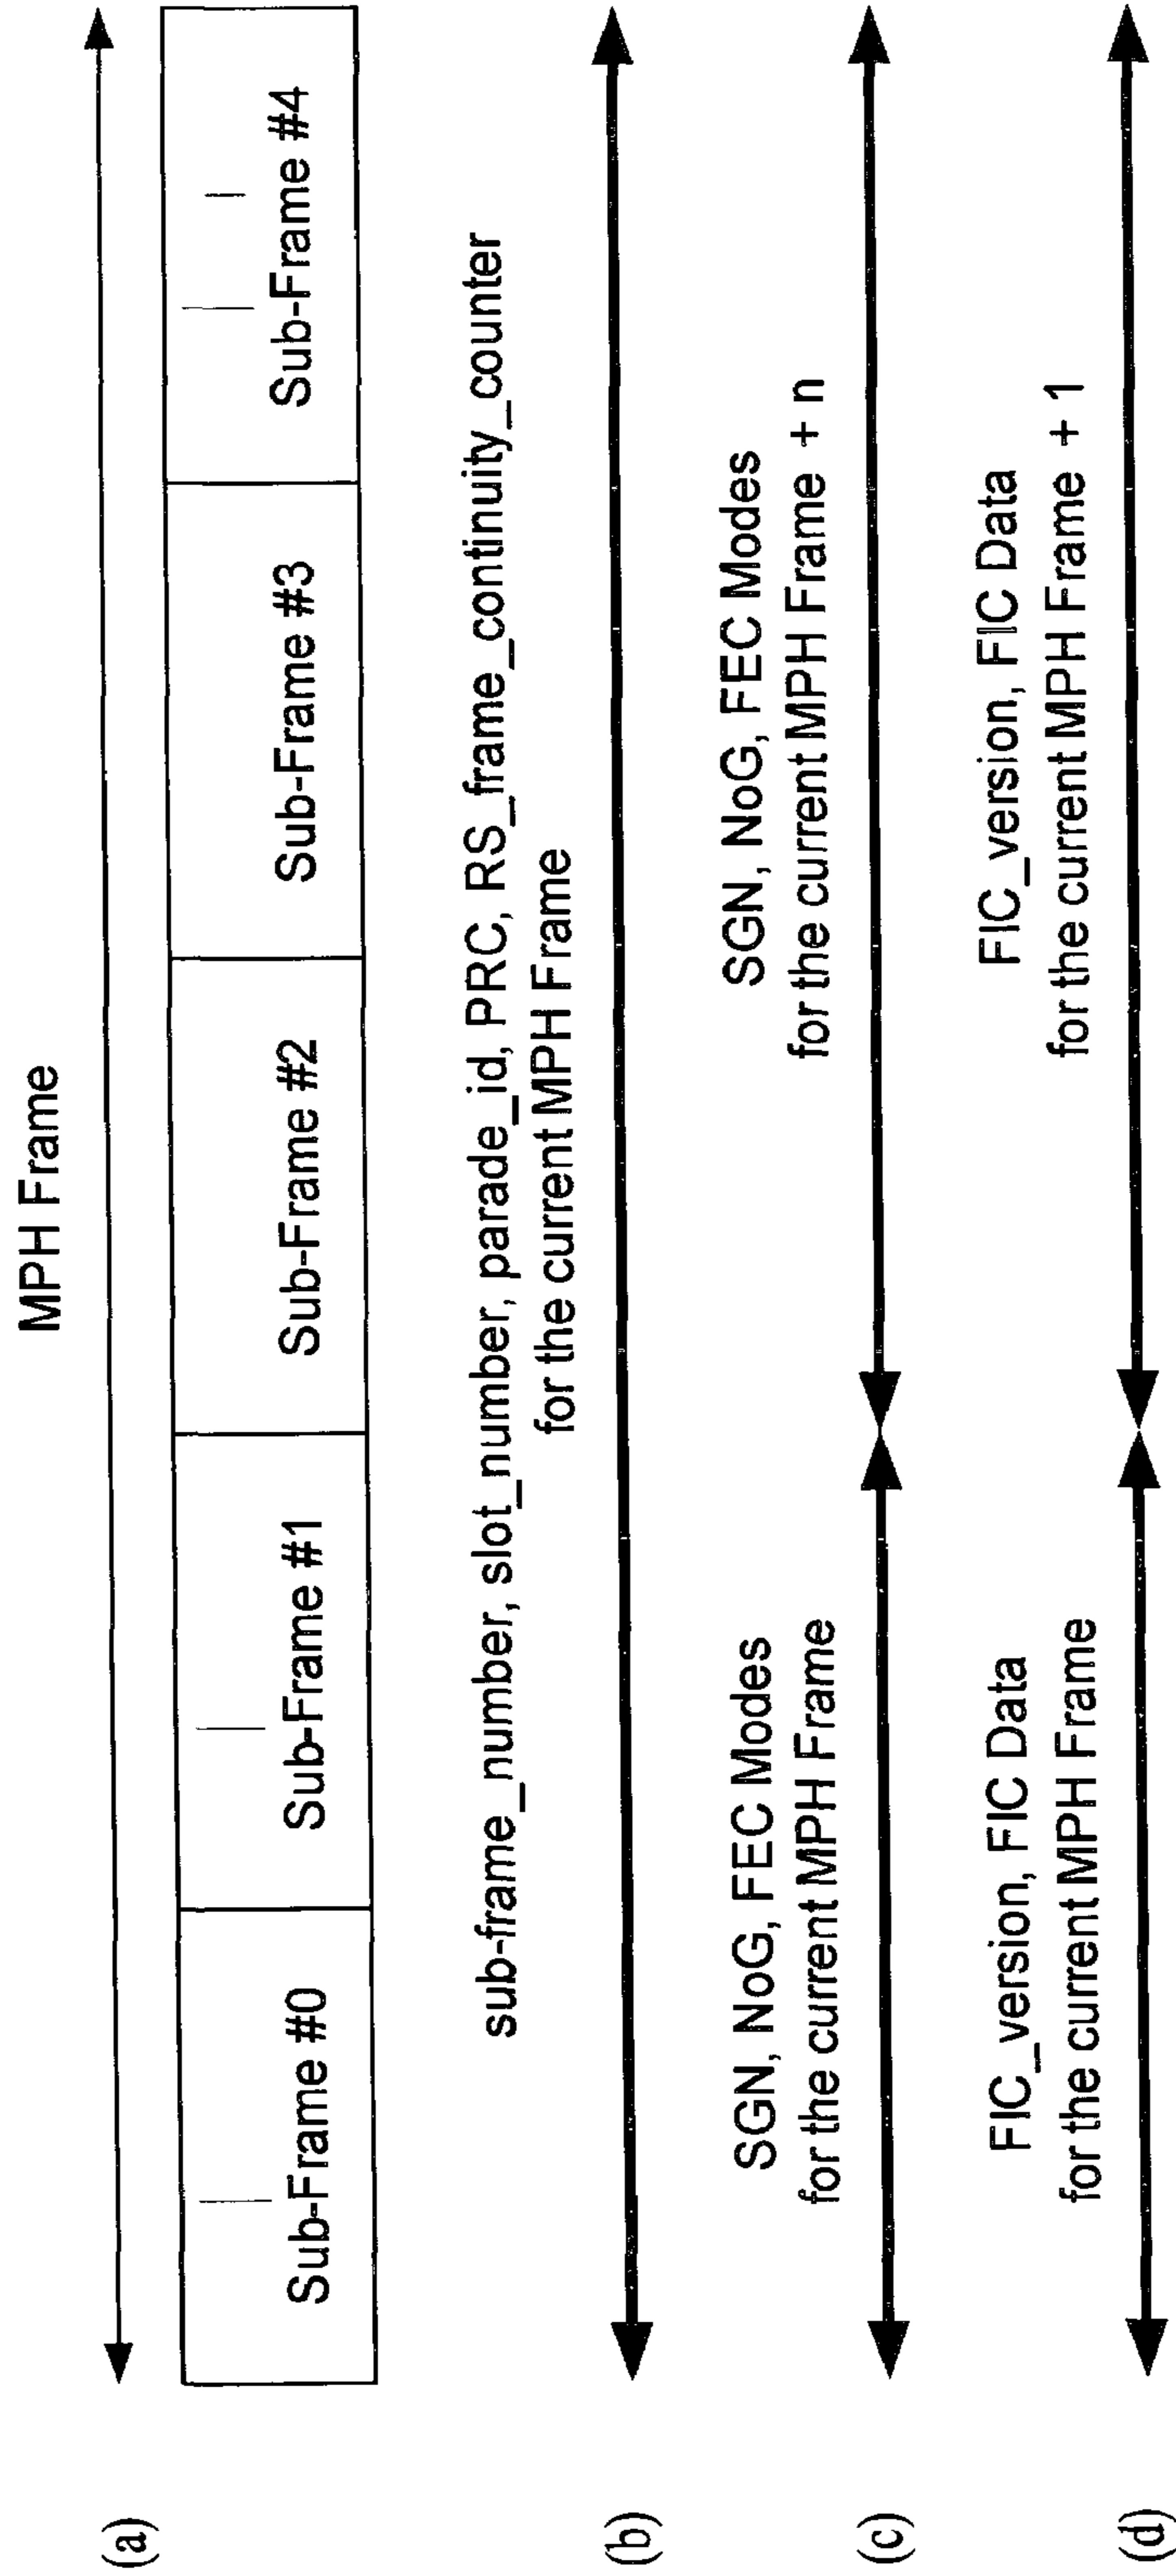 MPH Frame
(a)
Sub-Frame #0
Sub-Frame #1
Sub-Frame #2
Sub-Frame #3
Sub-Frame #4
sub-frame_number, slot_number, parade_id, PRC, RS_frame_continuity_counter
for the current MPH Frame
(b)
SGN, NoG, FEC Modes
for the current MPH Frame
SGN, NoG, FEC Modes
for the current MPH Frame + n
(c)
FIC_version, FIC Data
for the current MPH Frame
FIC_version, FIC Data
for the current MPH Frame + 1
(d)